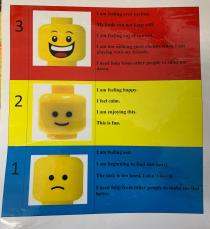 3
I am feeling over excited.
My body can not keep still.
I am feeling out of control.
I am not making good choices when I am
playing with my friends.
I need help from other people to calm me
down.
2
I am feeling happy.
I feel calm.
I am enjoying this.
This is fun.
1
I am feeling sad.
I am beginning to feel
The task is too hard, I
I need help from other people to make me feel
better.